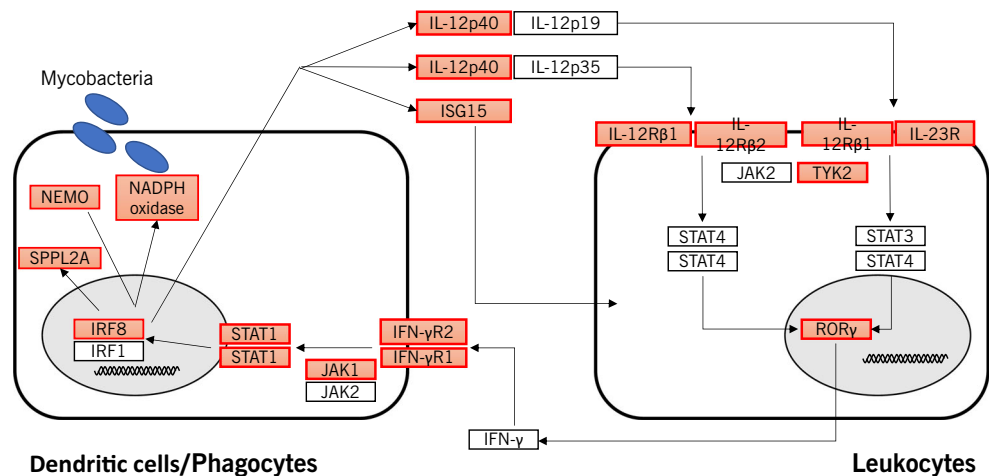 IL-12p40 IL-12p19
IL-12p40 IL-12p35
ISG15
Mycobacteria
NEMO
NADPH
oxidase
SPPL2A
IRF8
IRF1
STAT1
STAT1
IFN-γR2
IFN-γR1
JAK1
JAK2
IFN-γ
IL-12Rβ1
IL-
12Rβ2
IL-
12Rβ1
IL-23R
JAK2
TYK2
STAT4
STAT4
STAT3
STAT4
RORγ
Dendritic cells/Phagocytes
Leukocytes